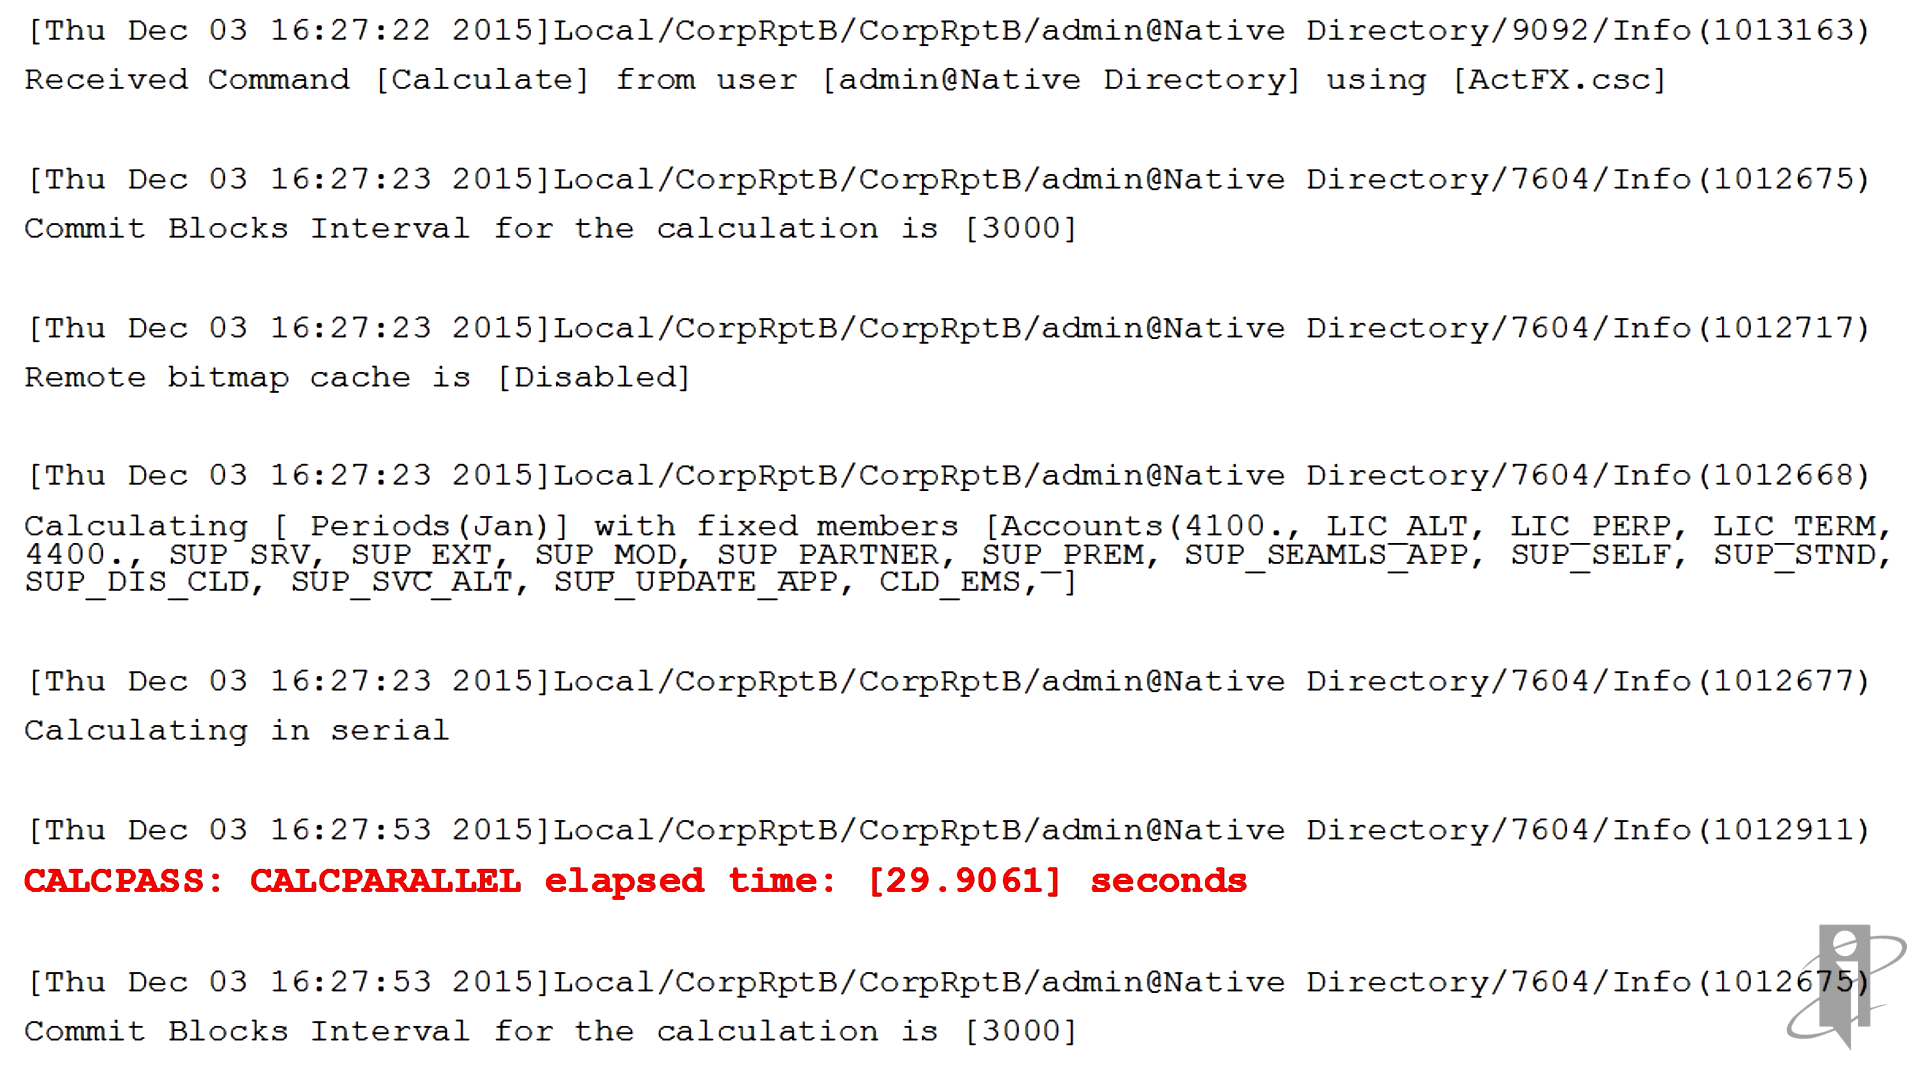 [Thu Dec 03 16:27:22 2015]Local/CorpRptB/CorpRptB/admin@Native Directory/9092/Info(1013163)
Received Command [Calculate] from user [admin@Native Directory] using [ActFX.csc]
[Thu Dec 03 16:27:23 2015]Local/CorpRptB/CorpRptB/admin@Native Directory/7604/Info(1012675)
Commit Blocks Interval for the calculation is [3000]
[Thu Dec 03 16:27:23 2015]Local/CorpRptB/CorpRptB/admin@Native Directory/7604/Info(1012717)
Remote bitmap cache is [Disabled]
[Thu Dec 03 16:27:23 2015]Local/CorpRptB/CorpRptB/admin@Native Directory/7604/Info(1012668)
Calculating [ Periods(Jan)] with fixed members [Accounts(4100., LIC_ALT, LIC_PERP, LIC_TERM,
4400., SUP_SRV, SUP_EXT, SUP_MOD, SUP_PARTNER, SUP_PREM, SUP_SEAMLS_APP, SUP_SELF, SUP_STND,
SUP_DIS_CLD, SUP_SVC_ALT, SUP_UPDATE_APP, CLD_EMS, ]
[Thu Dec 03 16:27:23 2015]Local/CorpRptB/CorpRptB/admin@Native Directory/7604/Info(1012677)
Calculating in serial
[Thu Dec 03 16:27:53 2015]Local/CorpRptB/CorpRptB/admin@Native Directory/7604/Info(1012911)
CALCPASS: CALCPARALLEL elapsed time: [29.9061] seconds
[Thu Dec 03 16:27:53 2015]Local/CorpRptB/CorpRptB/admin@Native Directory/7604/Info(1012675)
Commit Blocks Interval for the calculation is [3000]